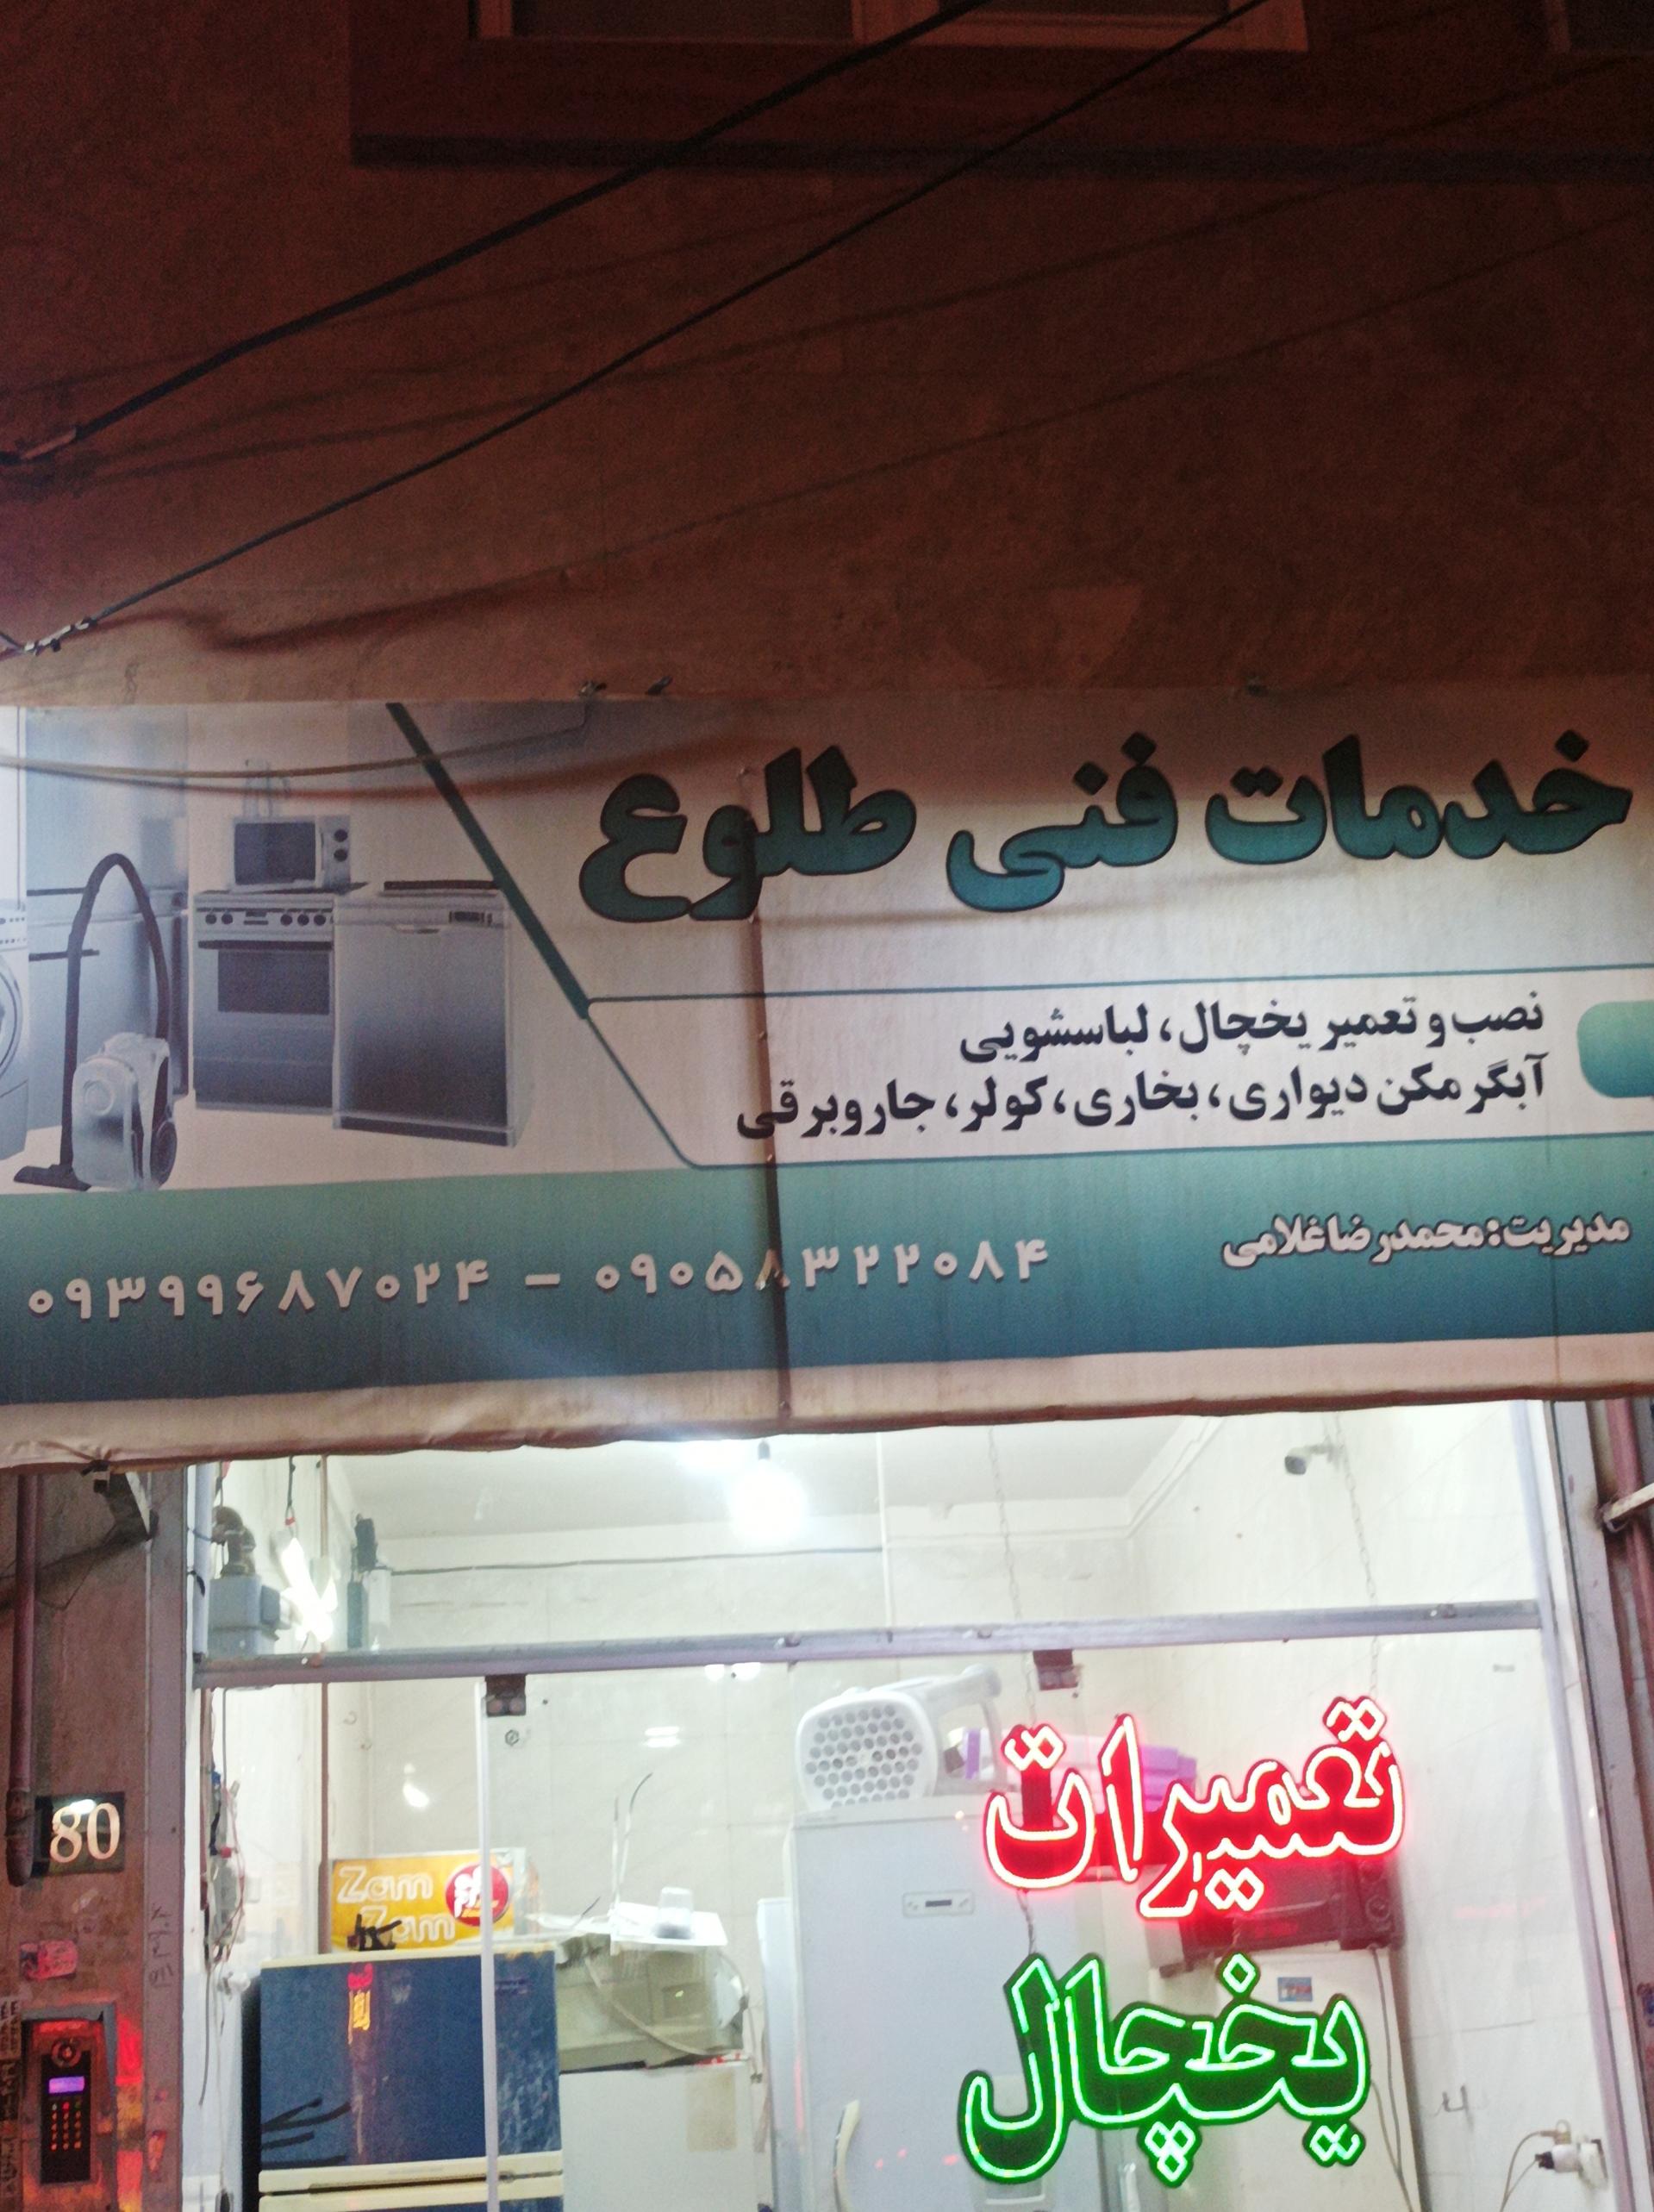 خدمات فنی طلوع
نصب و تعمیر یخچال، لباسشویی
آبگرمکن دیواری، بخاری، کولر، جاروبرقی
مدیریت: محمدرضا غلامی
۰۹۳۹۹۶۸۷۰۲۴ - ۰۹۰۵۸۳۲۲۰۸۴
تعمیرات
یخچال
80
Zam
Zam